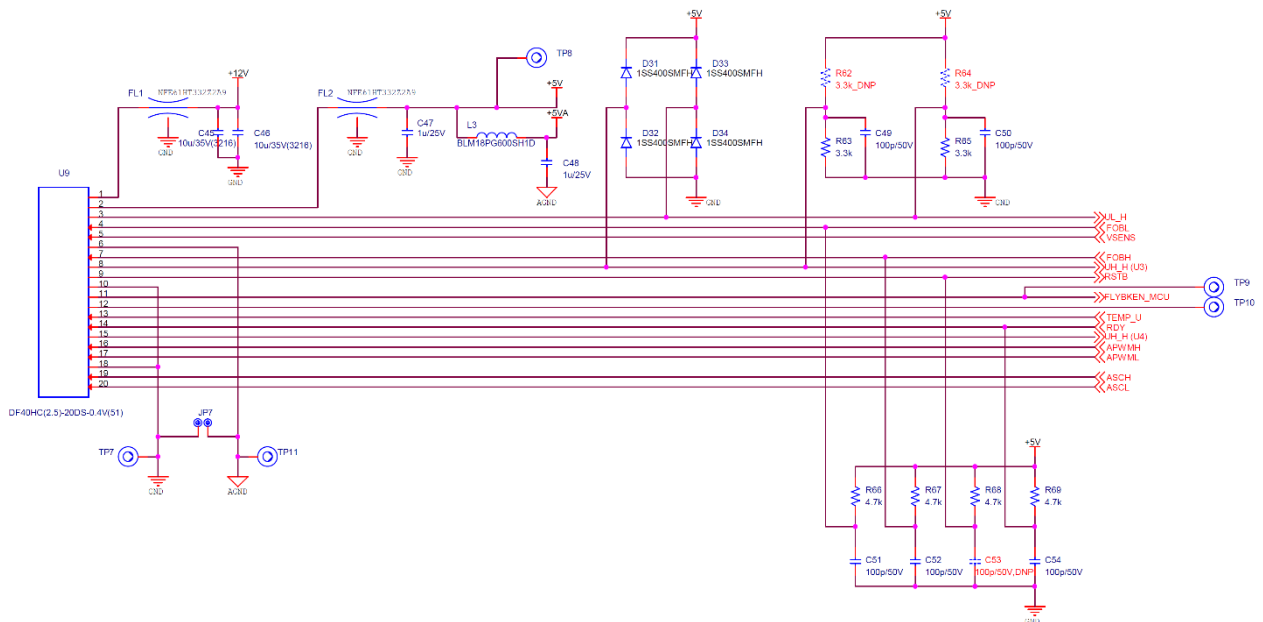 +5V
+5V
TP8
D31
1SS400SMFH
D33
1SS400SMFH
R62
3.3k_DNP
R64
3.3k_DNP
+12V
+5V
FL1
NFE61HT332Z2A9
FL2
NFE61HT332Z2A9
+5VA
C45
10u/35V(3216)
C46
10u/35V(3216)
GND
GND
C47
1u/25V
L3
BLM18PG600SH1D
D32
1SS400SMFH
D34
1SS400SMFH
R63
3.3k
C49
100p/50V
R65
3.3k
C50
100p/50V
GND
GND
C48
1u/25V
U9
AGND
GND
GND
1
2
3
4
5
6
7
8
9
10
11
12
13
14
15
16
17
18
19
20
UL_H
FOBL
VSENS
FOBH
UH_H (U3)
RSTB
FLYBKEN_MCU
TP9
TP10
TEMP_U
RDY
UH_H (U4)
APWMH
APWML
ASCH
ASCL
DF40HC(2.5)-20DS-0.4V(51)
JP7
TP7
TP11
GND
AGND
+5V
R66
4.7k
R67
4.7k
R68
4.7k
R69
4.7k
C51
100p/50V
C52
100p/50V
C53
100p/50V,DNP
C54
100p/50V
GND